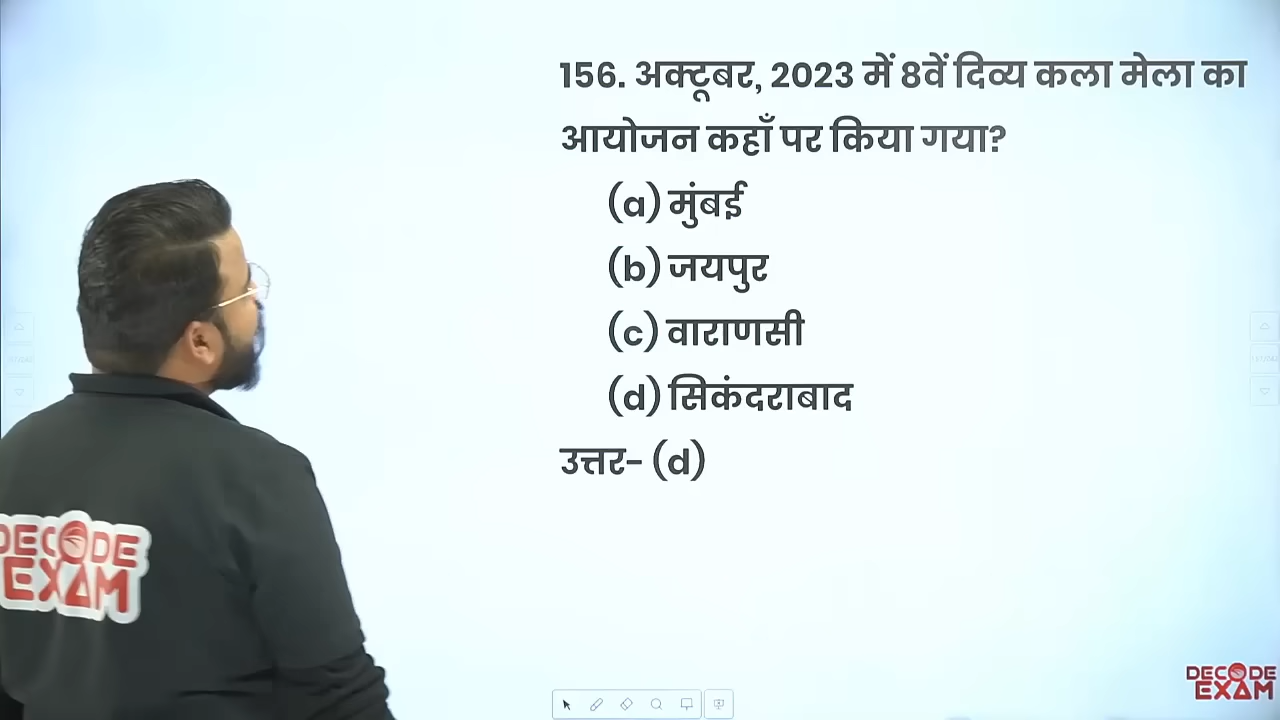 156. अक्टूबर, 2023 में 8वें दिव्य कला मेला का
आयोजन कहाँ पर किया गया?
(a) मुंबई
(b) जयपुर
(c) वाराणसी
(d) सिकंदराबाद
उत्तर- (d)
DECODE
EXAM
DECODE
EXAM